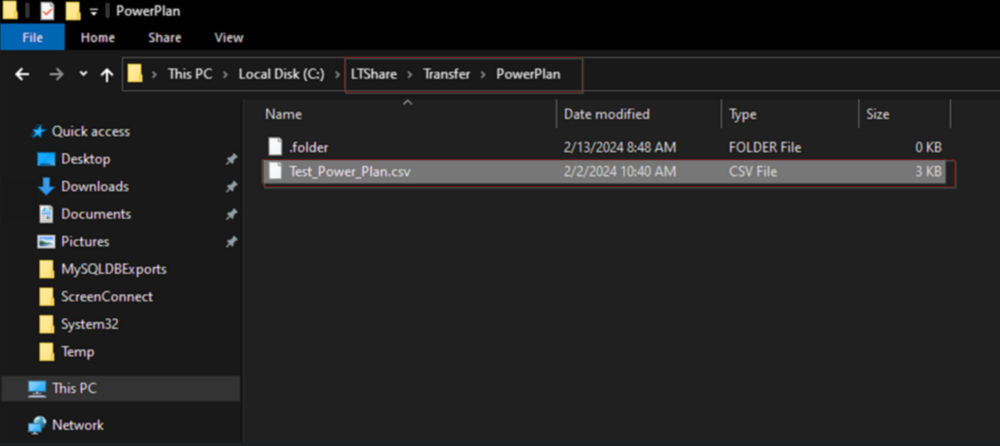 PowerPlan
File Home Share View
This PC Local Disk (C:) LTShare Transfer PowerPlan
Name Date modified Type Size
.folder 2/13/2024 8:48 AM FOLDER File 0 KB
Test_Power_Plan.csv 2/2/2024 10:40 AM CSV File 3 KB
Quick access
Desktop
Downloads
Documents
Pictures
MySQLDBExports
ScreenConnect
System32
Temp
This PC
Network